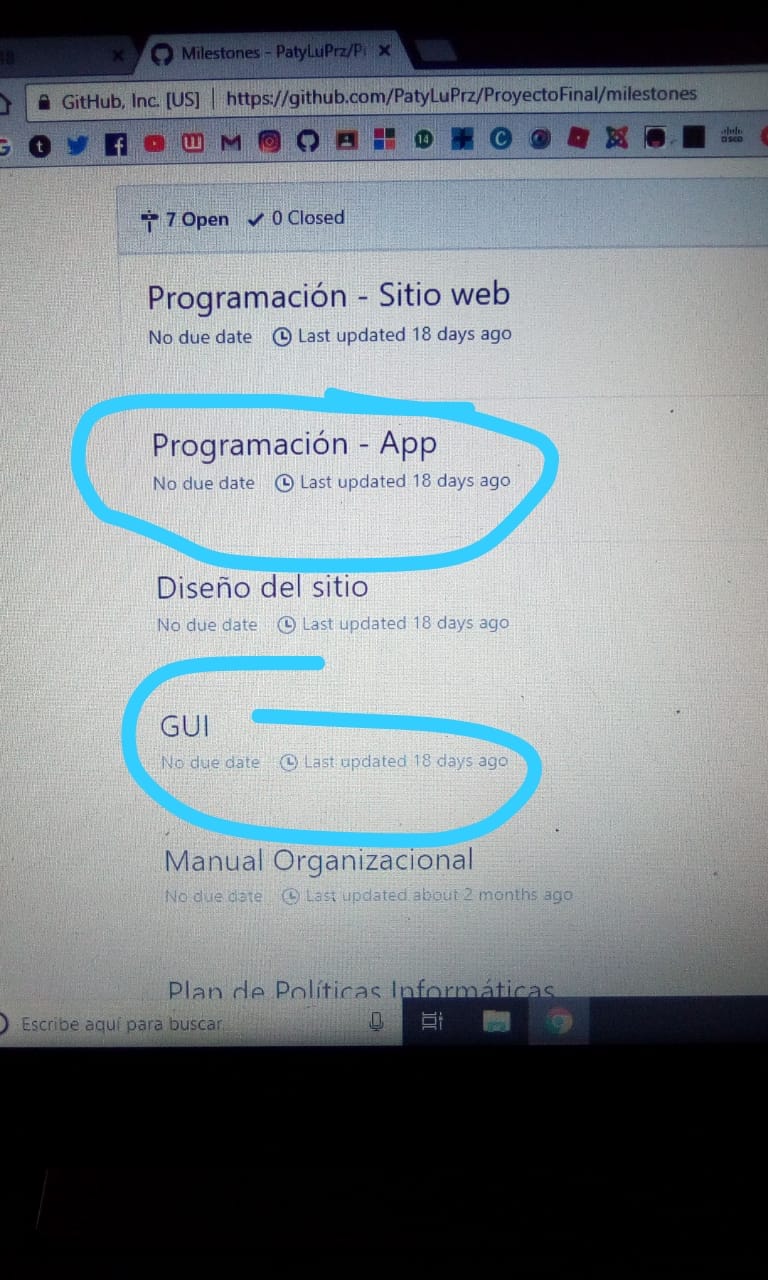 Milestones - PatyLuPrz/P
GitHub, Inc. [US] | https://github.com/PatyLuPrz/ProyectoFinal/milestones
14
7 Open 0 Closed
Programación - Sitio web
No due date Last updated 18 days ago
Programación - App
No due date Last updated 18 days ago
Diseño del sitio
No due date Last updated 18 days ago
GUI
No due date Last updated 18 days ago
Manual Organizacional
No due date Last updated about 2 months ago
Plan de Políticas Informáticas
Escribe aquí para buscar